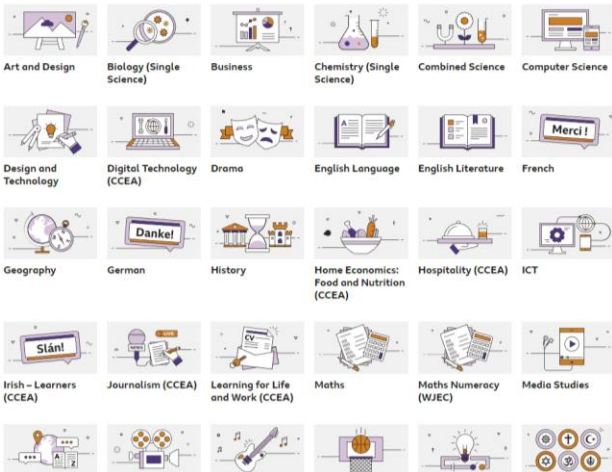 Art and Design
Biology (Single
Science)
Business
Chemistry (Single
Science)
Combined Science
Computer Science
A
Merci !
Design and
Technology
Digital Technology
(CCEA)
Drama
English Language
English Literature
French
Danke!
Geography
German
History
Home Economics:
Food and Nutrition
(CCEA)
Hospitality (CCEA)
ICT
Slán!
NEWS
LIVE
CV
Irish – Learners
(CCEA)
Journalism (CCEA)
Learning for Life
and Work (CCEA)
Maths
Maths Numeracy
(WJEC)
Media Studies
A
Z